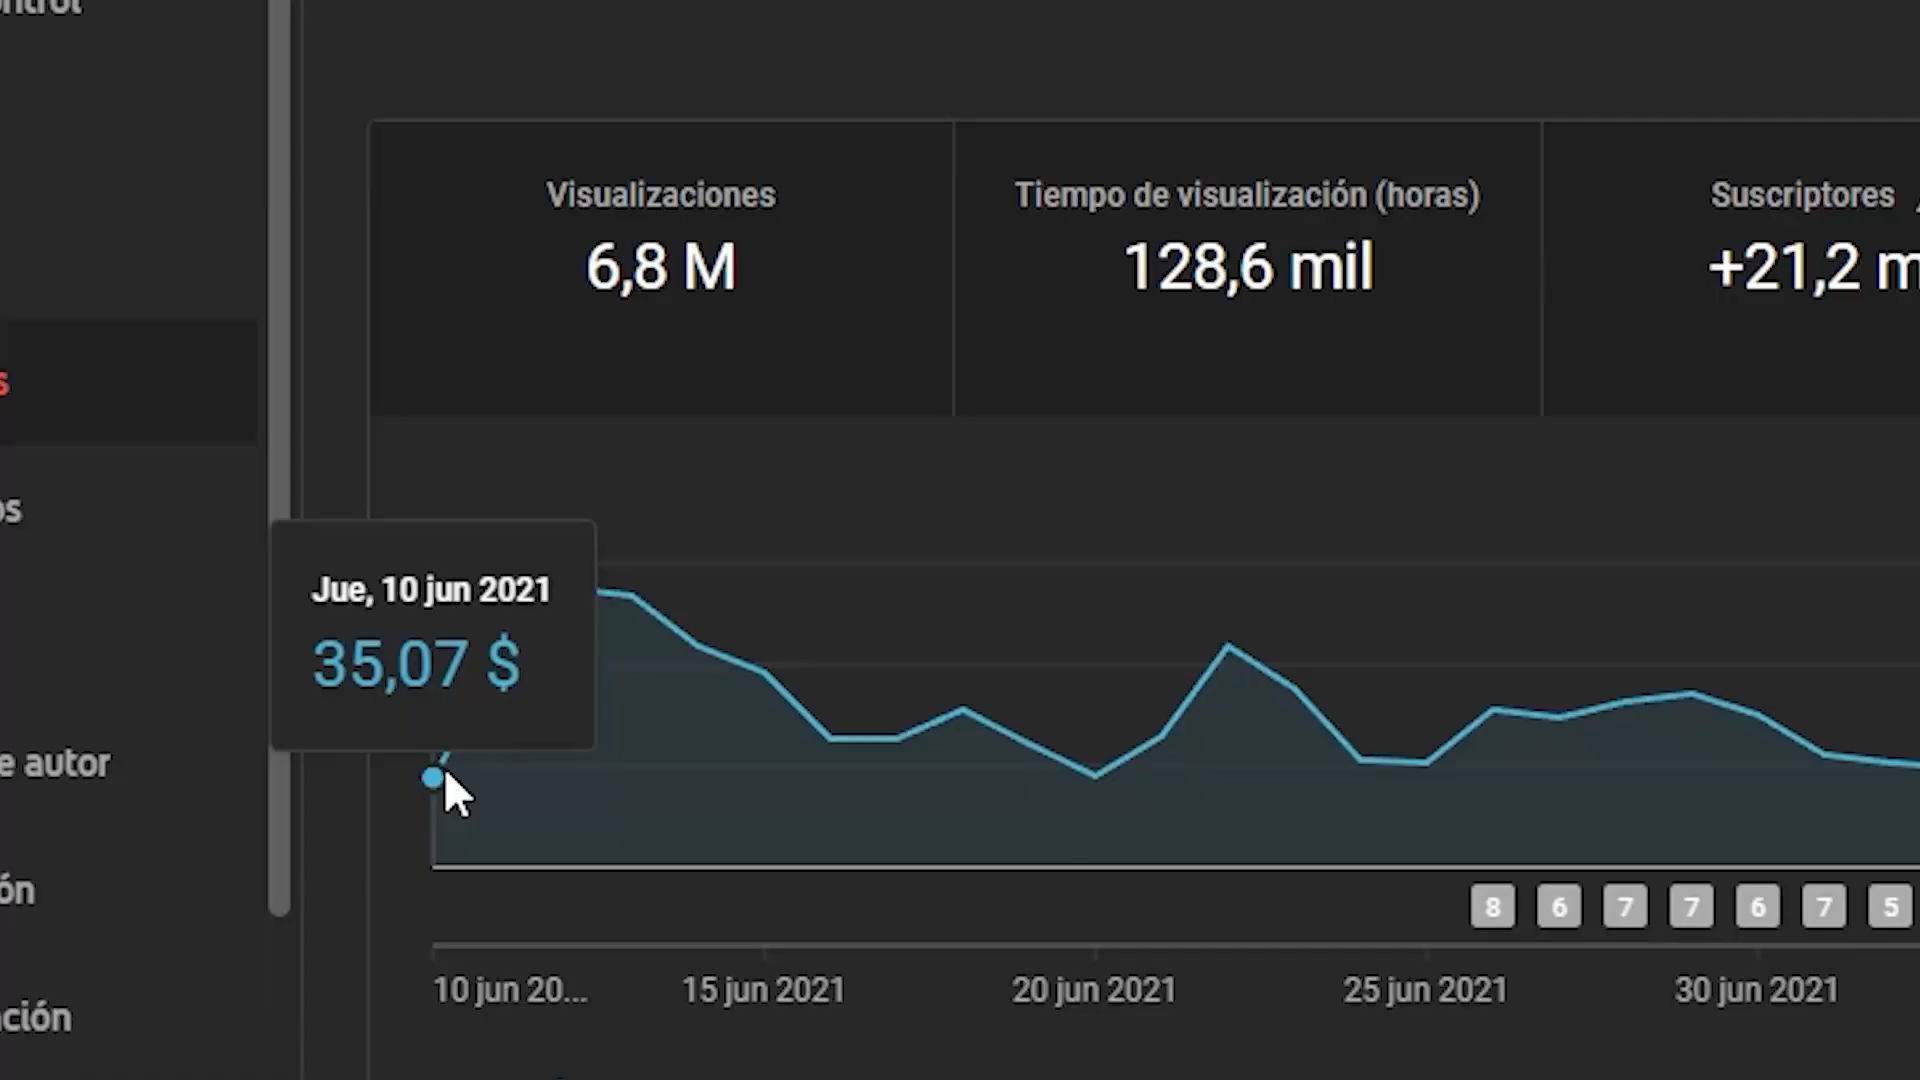 Visualizaciones
6,8 M
Tiempo de visualización (horas)
128,6 mil
Suscriptores
+21,2 m
s
os
Jue, 10 jun 2021
35,07 $
e autor
ón
ción
8 6 7 7 6 7 5
10 jun 20... 15 jun 2021 20 jun 2021 25 jun 2021 30 jun 2021